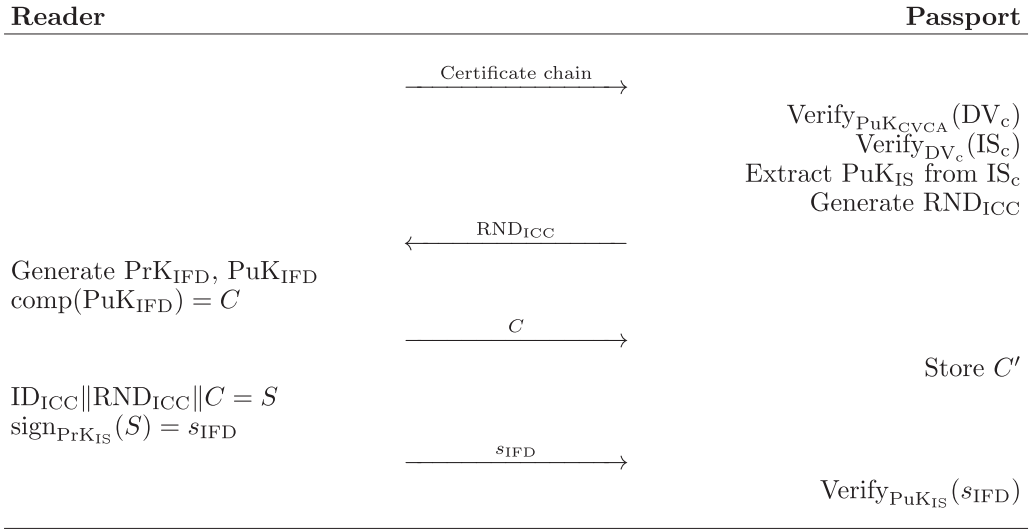 Reader Passport
Certificate chain
Verify_{PuK_{CVCA}}(DV_c)
Verify_{DV_c}(IS_c)
Extract PuK_{IS} from IS_c
Generate RND_{ICC}
RND_{ICC}
Generate PrK_{IFD}, PuK_{IFD}
comp(PuK_{IFD}) = C
C
Store C′
ID_{ICC}‖RND_{ICC}‖C = S
sign_{PrK_{IS}}(S) = s_{IFD}
s_{IFD}
Verify_{PuK_{IS}}(s_{IFD})